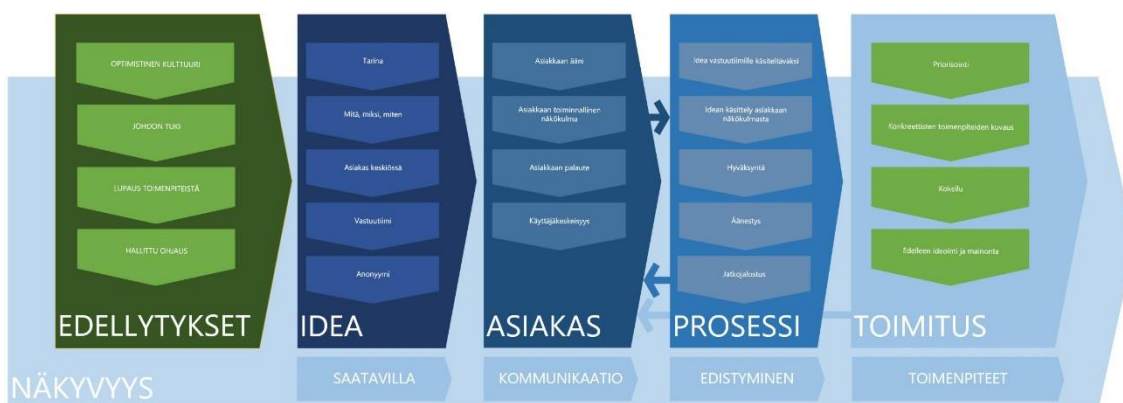 OPTIMISTINEN KULTTUURI
JOHDON TUKI
LUPAUS TOIMENPITEISTÄ
HALLITTU OHJAUS
EDELLYTYKSET
Tarina
Mitä, miksi, miten
Asiakas keskiössä
Vastuutiimi
Anonyymi
IDEA
Asiakkaan ääni
Asiakkaan toiminnallinen
näkökulma
Asiakkaan palaute
Käyttäjäkeskeisyys
ASIAKAS
Idea vastuutiimille käsiteltäväksi
Idean käsittely asiakkaan
näkökulmasta
Hyväksyntä
Äänestys
Jatkojalostus
PROSESSI
Priorisointi
Konkreettisten toimenpiteiden kuvaus
Kokeilu
Edelleen ideointi ja mainonta
TOIMITUS
NÄKYVYYS
SAATAVILLA
KOMMUNIKAATIO
EDISTYMINEN
TOIMENPITEET